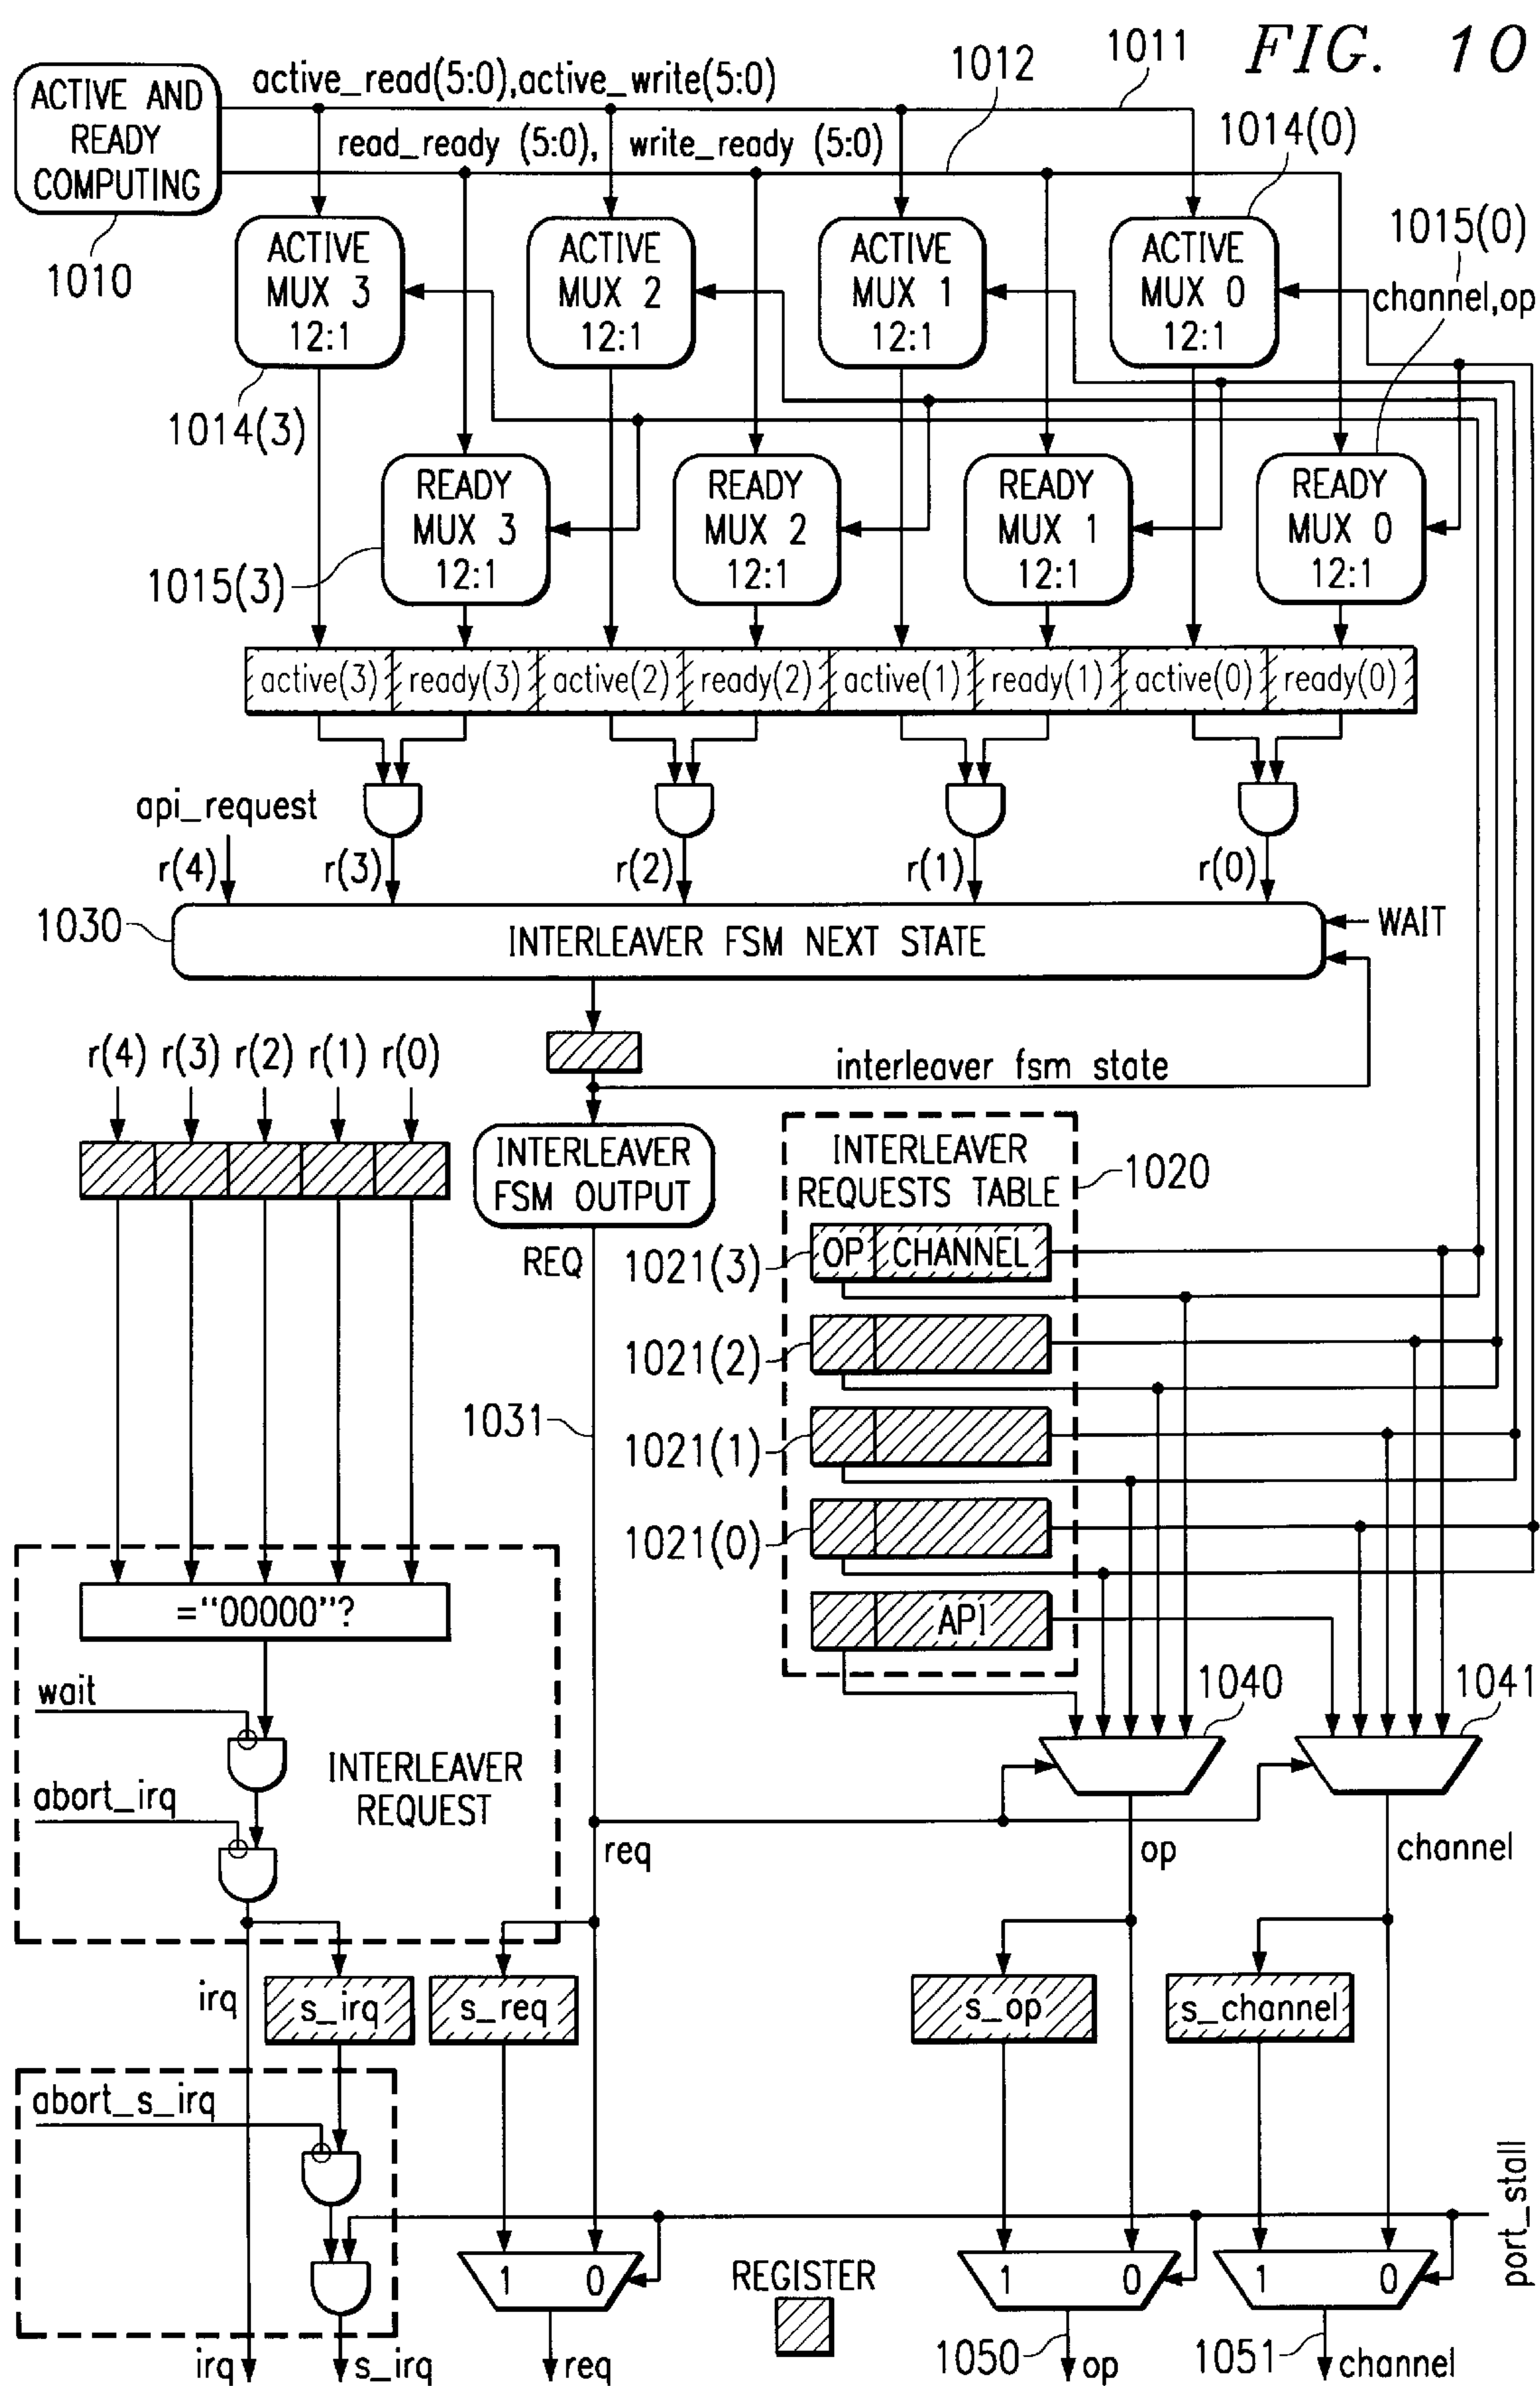 FIG. 10
ACTIVE AND
READY
COMPUTING
1010
active_read(5:0),active_write(5:0)
1011
1012
read_ready (5:0), write_ready (5:0)
1014(0)
1015(0)
channel,op
ACTIVE
MUX 3
12:1
ACTIVE
MUX 2
12:1
ACTIVE
MUX 1
12:1
ACTIVE
MUX 0
12:1
1014(3)
READY
MUX 3
12:1
READY
MUX 2
12:1
READY
MUX 1
12:1
READY
MUX 0
12:1
1015(3)
active(3) ready(3) active(2) ready(2) active(1) ready(1) active(0) ready(0)
api_request
r(4) r(3) r(2) r(1) r(0)
1030
INTERLEAVER FSM NEXT STATE
WAIT
r(4) r(3) r(2) r(1) r(0)
interleaver fsm state
INTERLEAVER
FSM OUTPUT
REQ
INTERLEAVER
REQUESTS TABLE
1020
1021(3)
OP CHANNEL
1021(2)
1031
1021(1)
1021(0)
API
="00000"?
wait
abort_irq
INTERLEAVER
REQUEST
1040
1041
req
op
channel
irq
s_irq
s_req
s_op
s_channel
abort_s_irq
port_stall
1 0
REGISTER
1 0
1 0
irq
s_irq
req
1050
op
1051
channel